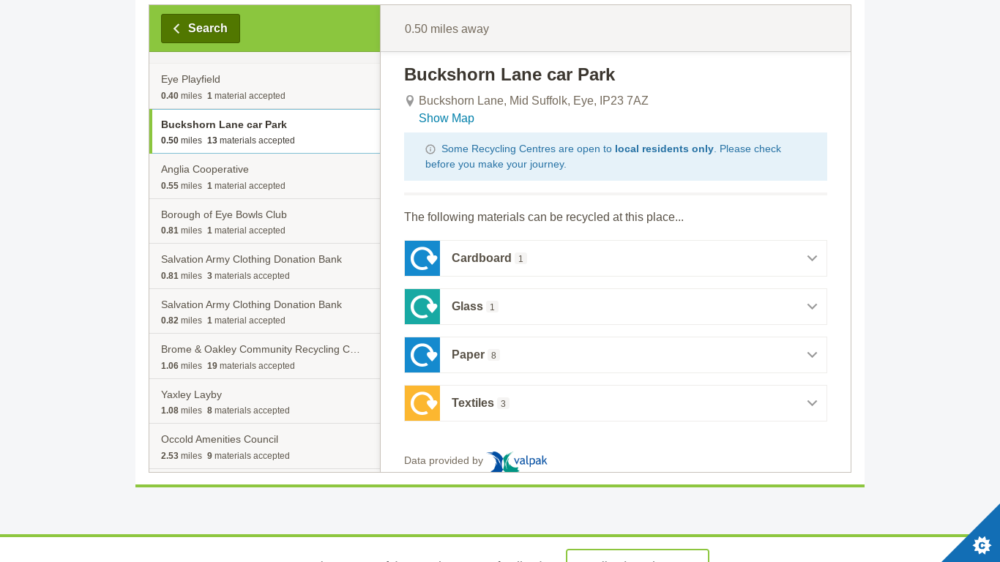 Search
0.50 miles away
Eye Playfield
0.40 miles 1 material accepted
Buckshorn Lane car Park
0.50 miles 13 materials accepted
Anglia Cooperative
0.55 miles 1 material accepted
Borough of Eye Bowls Club
0.81 miles 1 material accepted
Salvation Army Clothing Donation Bank
0.81 miles 3 materials accepted
Salvation Army Clothing Donation Bank
0.82 miles 1 material accepted
Brome & Oakley Community Recycling C…
1.06 miles 19 materials accepted
Yaxley Layby
1.08 miles 8 materials accepted
Occold Amenities Council
2.53 miles 9 materials accepted
Buckshorn Lane car Park
Buckshorn Lane, Mid Suffolk, Eye, IP23 7AZ
Show Map
Some Recycling Centres are open to local residents only. Please check
before you make your journey.
The following materials can be recycled at this place...
Cardboard 1
Glass 1
Paper 8
Textiles 3
Data provided by valpak